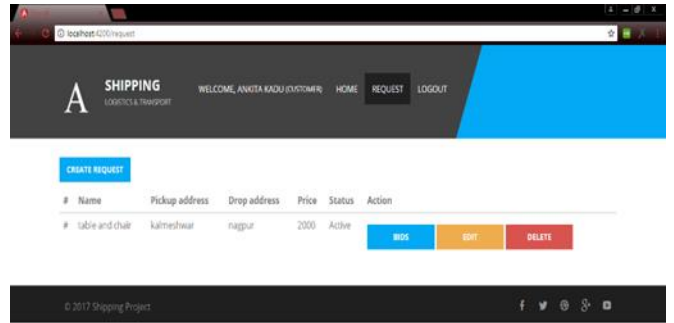 localhost:4200/request
A
SHIPPING
LOGISTICS & TRANSPORT
WELCOME, ANKITA KADU (CUSTOMER) HOME REQUEST LOGOUT
CREATE REQUEST
# Name Pickup address Drop address Price Status Action
# table and chair kalmeshwar nagpur 2000 Active BIDS EDIT DELETE
© 2017 Shipping Project